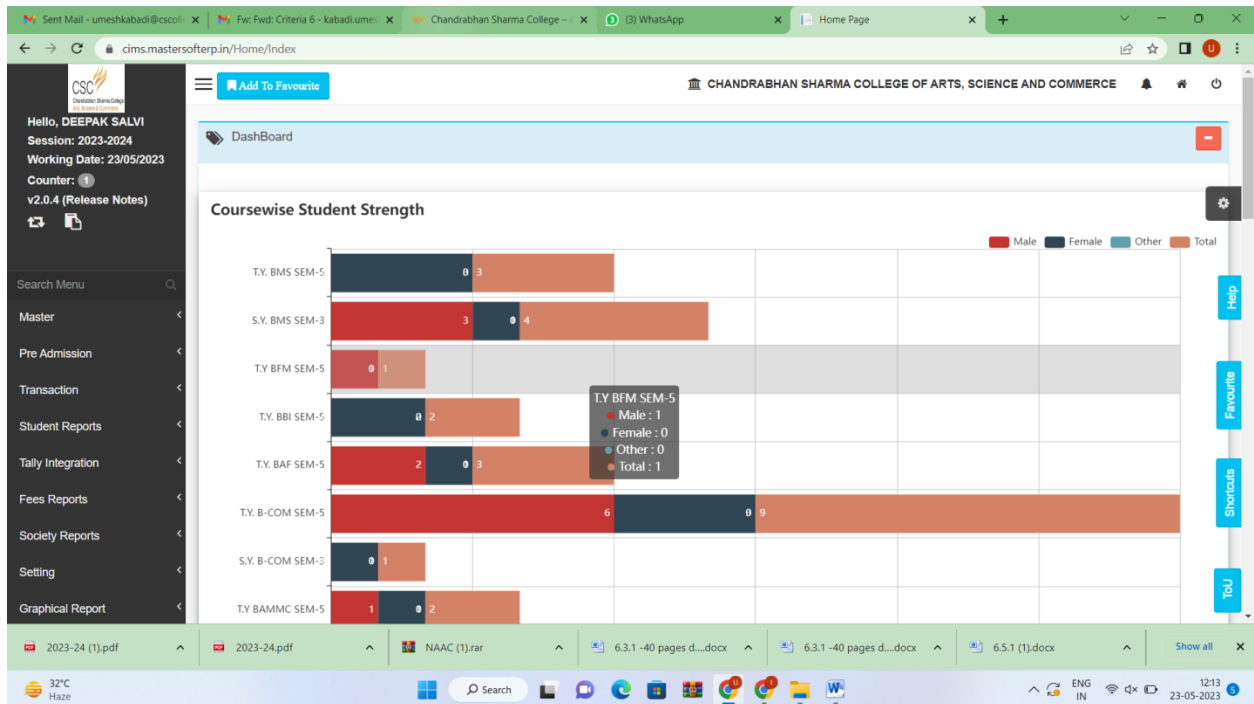 Sent Mail - umeshkabadi@cscoll
Fw: Fwd: Criteria 6 - kabadi.umes
Chandrabhan Sharma College – /
(3) WhatsApp
Home Page
cims.mastersofterp.in/Home/Index
U
CSC
Chandrabhan Sharma College
Arts, Science & Commerce
Add To Favourite
CHANDRABHAN SHARMA COLLEGE OF ARTS, SCIENCE AND COMMERCE
Hello, DEEPAK SALVI
Session: 2023-2024
Working Date: 23/05/2023
Counter: 1
v2.0.4 (Release Notes)
Search Menu
Master
Pre Admission
Transaction
Student Reports
Tally Integration
Fees Reports
Society Reports
Setting
Graphical Report
DashBoard
Coursewise Student Strength
Male Female Other Total
T.Y. BMS SEM-5 0 3
S.Y. BMS SEM-3 3 0 4
T.Y BFM SEM-5 0 1
T.Y. BBI SEM-5 0 2
T.Y. BAF SEM-5 2 0 3
T.Y. B-COM SEM-5 6 0 9
S.Y. B-COM SEM-3 0 1
T.Y BAMMC SEM-5 1 0 2
T.Y BFM SEM-5
Male : 1
Female : 0
Other : 0
Total : 1
Help
Favourite
Shortcuts
ToU
2023-24 (1).pdf
2023-24.pdf
NAAC (1).rar
6.3.1 -40 pages d....docx
6.3.1 -40 pages d....docx
6.5.1 (1).docx
Show all
32°C
Haze
Search
ENG
IN
12:13
23-05-2023
5